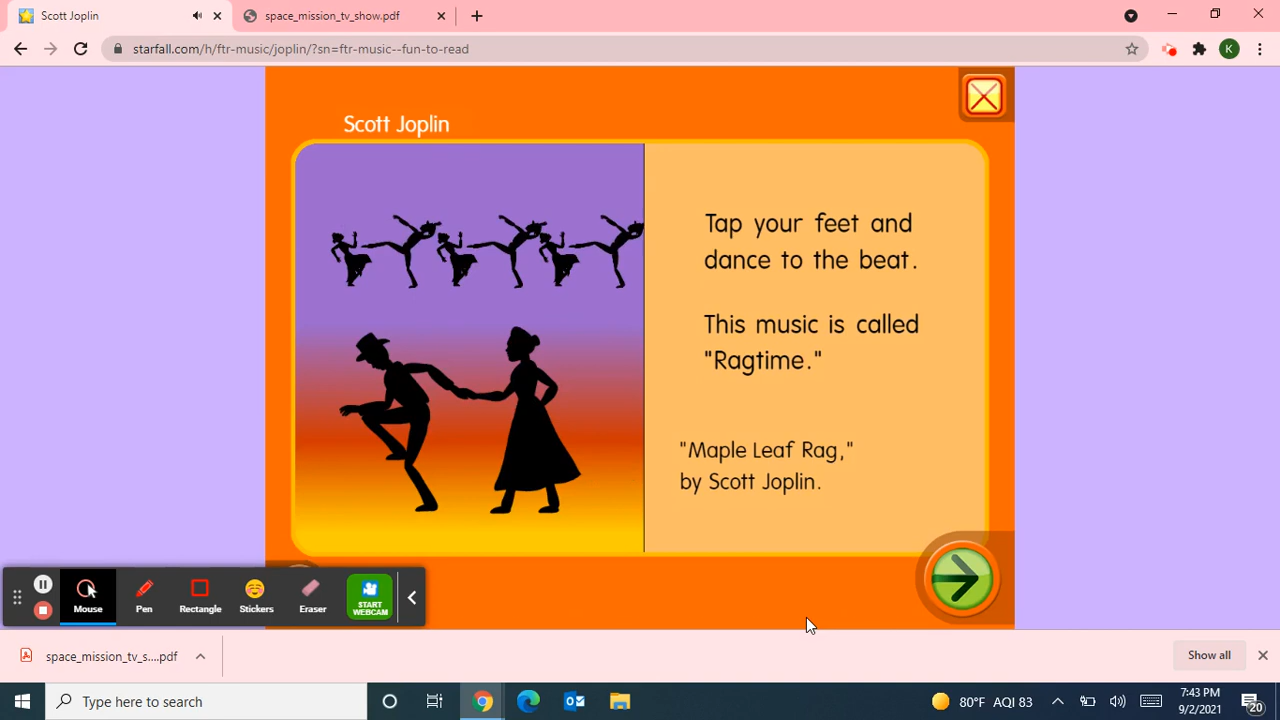 Scott Joplin
space_mission_tv_show.pdf
starfall.com/h/ftr-music/joplin/?sn=ftr-music--fun-to-read
K
Scott Joplin
Tap your feet and
dance to the beat.
This music is called
"Ragtime."
"Maple Leaf Rag,"
by Scott Joplin.
Mouse
Pen
Rectangle
Stickers
Eraser
START
WEBCAM
space_mission_tv_s....pdf
Show all
Type here to search
80°F AQI 83
7:43 PM
9/2/2021
20